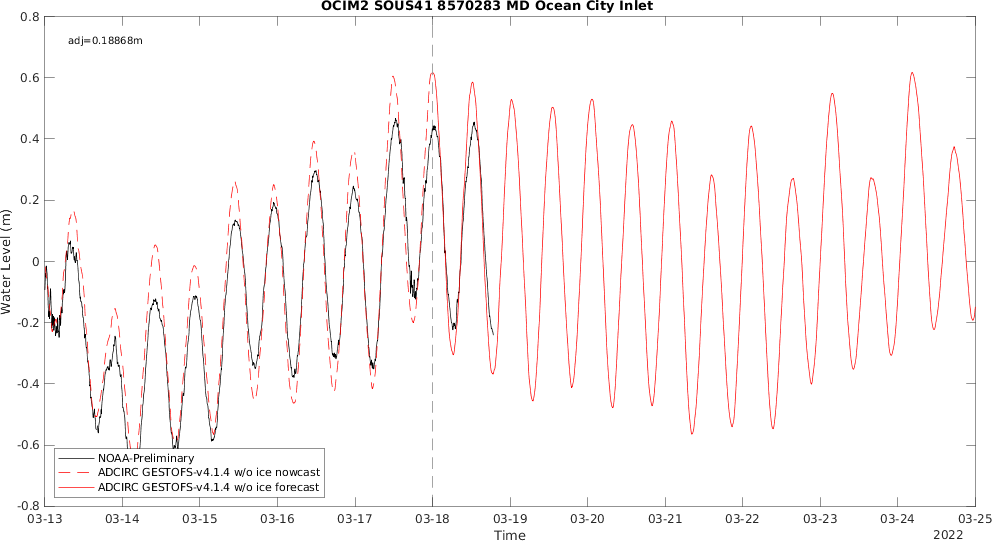 OCIM2 SOUS41 8570283 MD Ocean City Inlet
adj=0.18868m
0.8
0.6
0.4
0.2
0
-0.2
-0.4
-0.6
-0.8
Water Level (m)
NOAA-Preliminary
ADCIRC GESTOFS-v4.1.4 w/o ice nowcast
ADCIRC GESTOFS-v4.1.4 w/o ice forecast
03-13 03-14 03-15 03-16 03-17 03-18 03-19 03-20 03-21 03-22 03-23 03-24 03-25
Time
2022